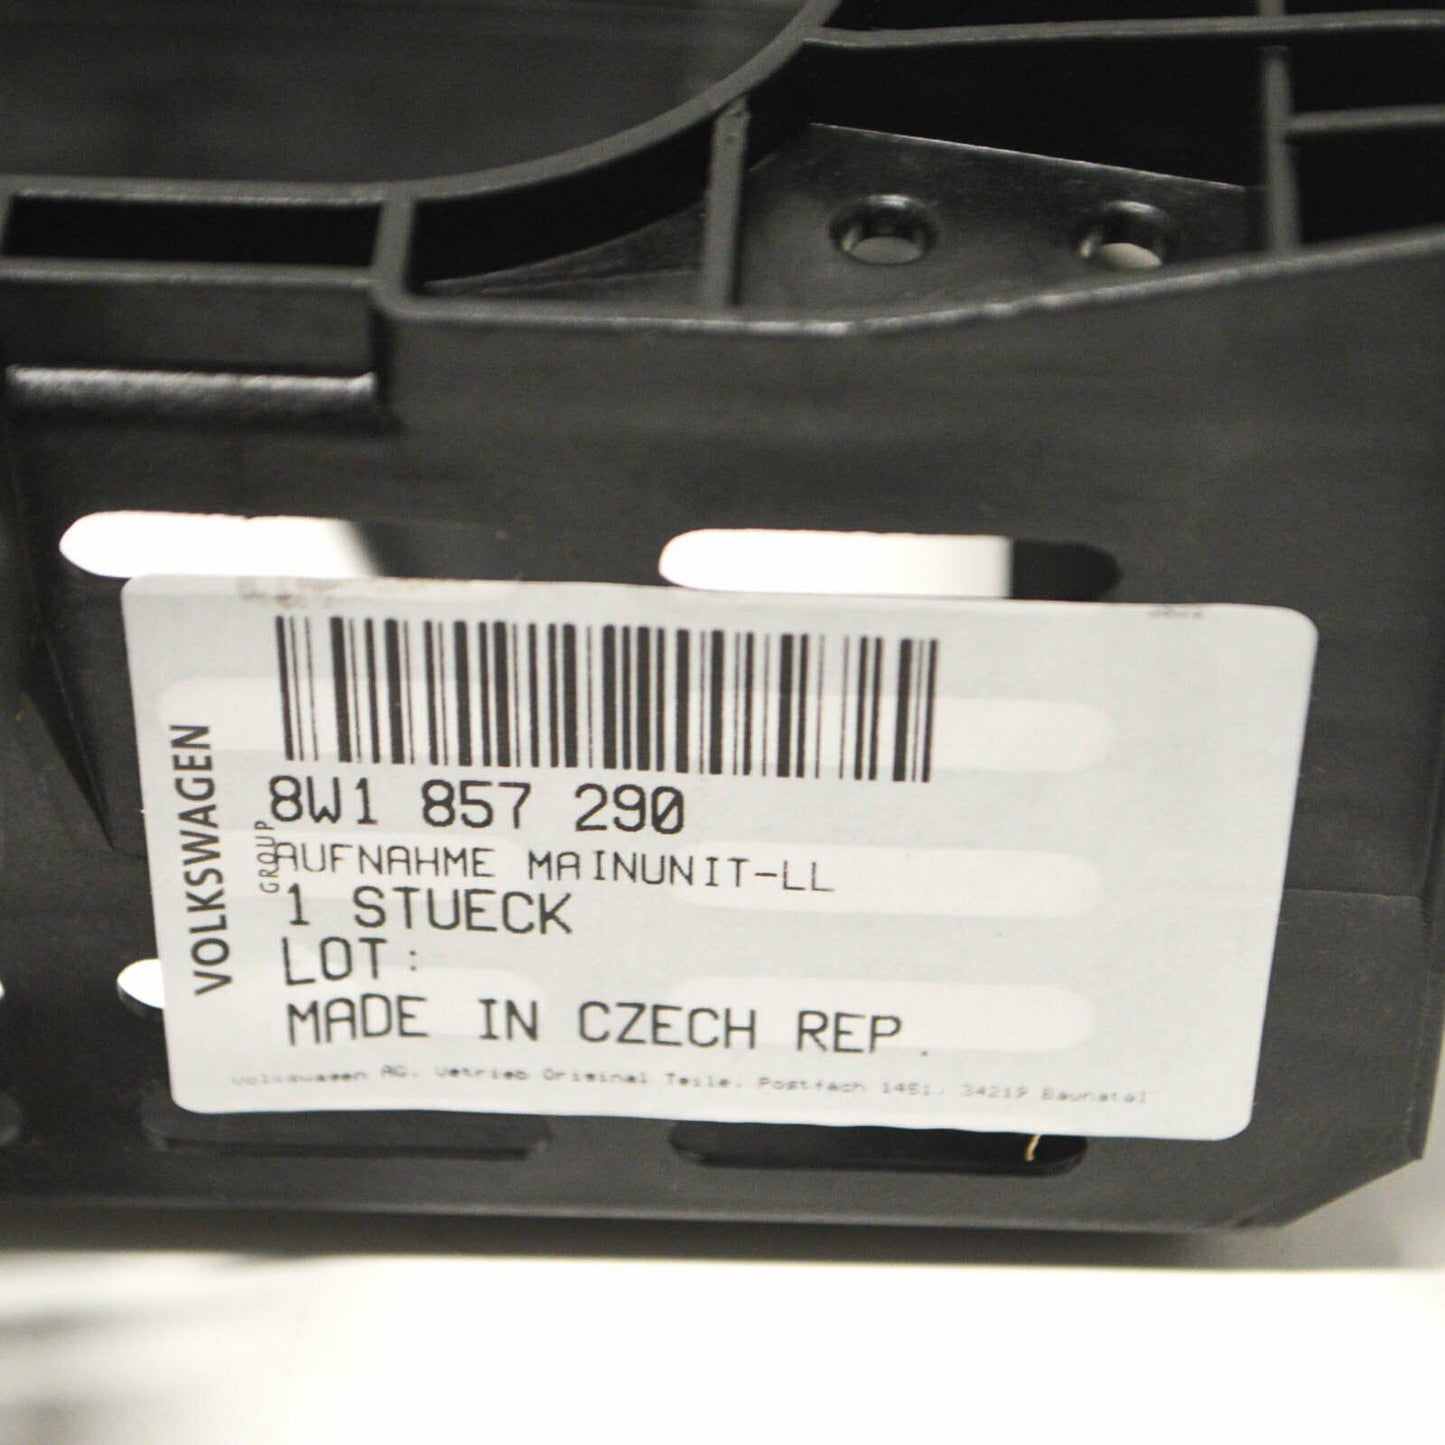 VOLKSWAGEN
GROUP
8W1 857 290
AUFNAHME MAINUNIT-LL
1 STUECK
LOT:
MADE IN CZECH REP.
Volkswagen AG. Vetrieb Original Teile. Postfach 1451. 34219 Baunatal